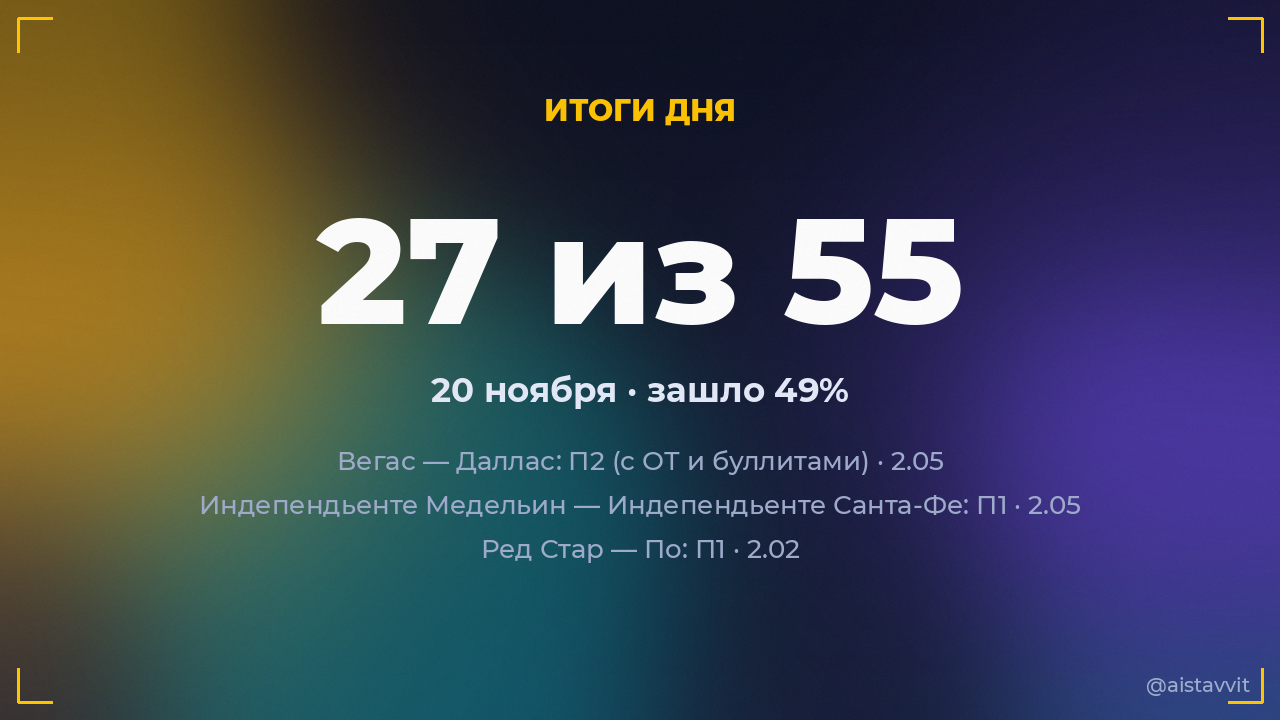 ИТОГИ ДНЯ
27 из 55
20 ноября · зашло 49%
Вегас — Даллас: П2 (с ОТ и буллитами) · 2.05
Индепендьенте Медельин — Индепендьенте Санта-Фе: П1 · 2.05
Ред Стар — По: П1 · 2.02
@aistavvit